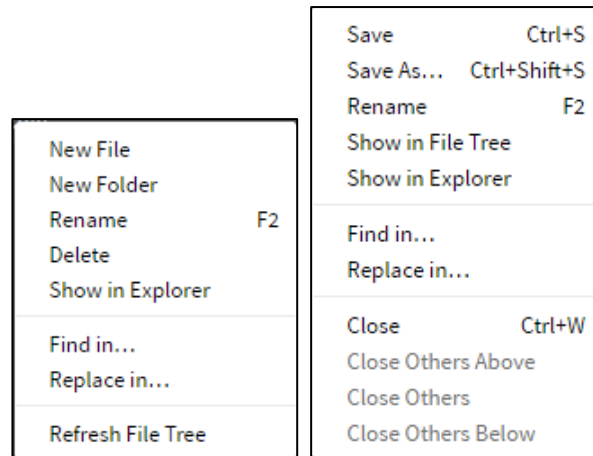 New File
New Folder
Rename F2
Delete
Show in Explorer
Find in…
Replace in…
Refresh File Tree
Save Ctrl+S
Save As… Ctrl+Shift+S
Rename F2
Show in File Tree
Show in Explorer
Find in…
Replace in…
Close Ctrl+W
Close Others Above
Close Others
Close Others Below